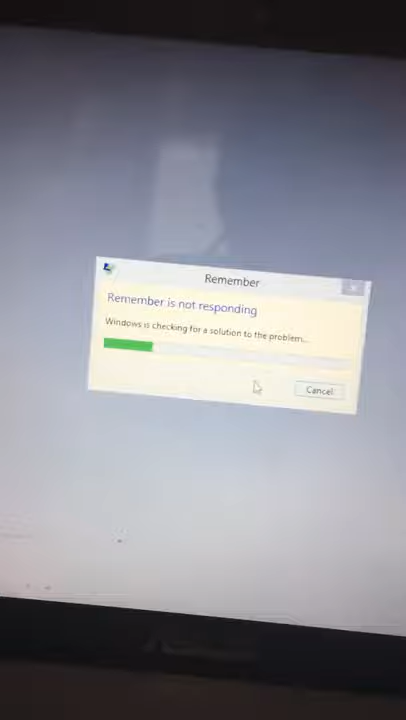 Remember
Remember is not responding
Windows is checking for a solution to the problem...
Cancel